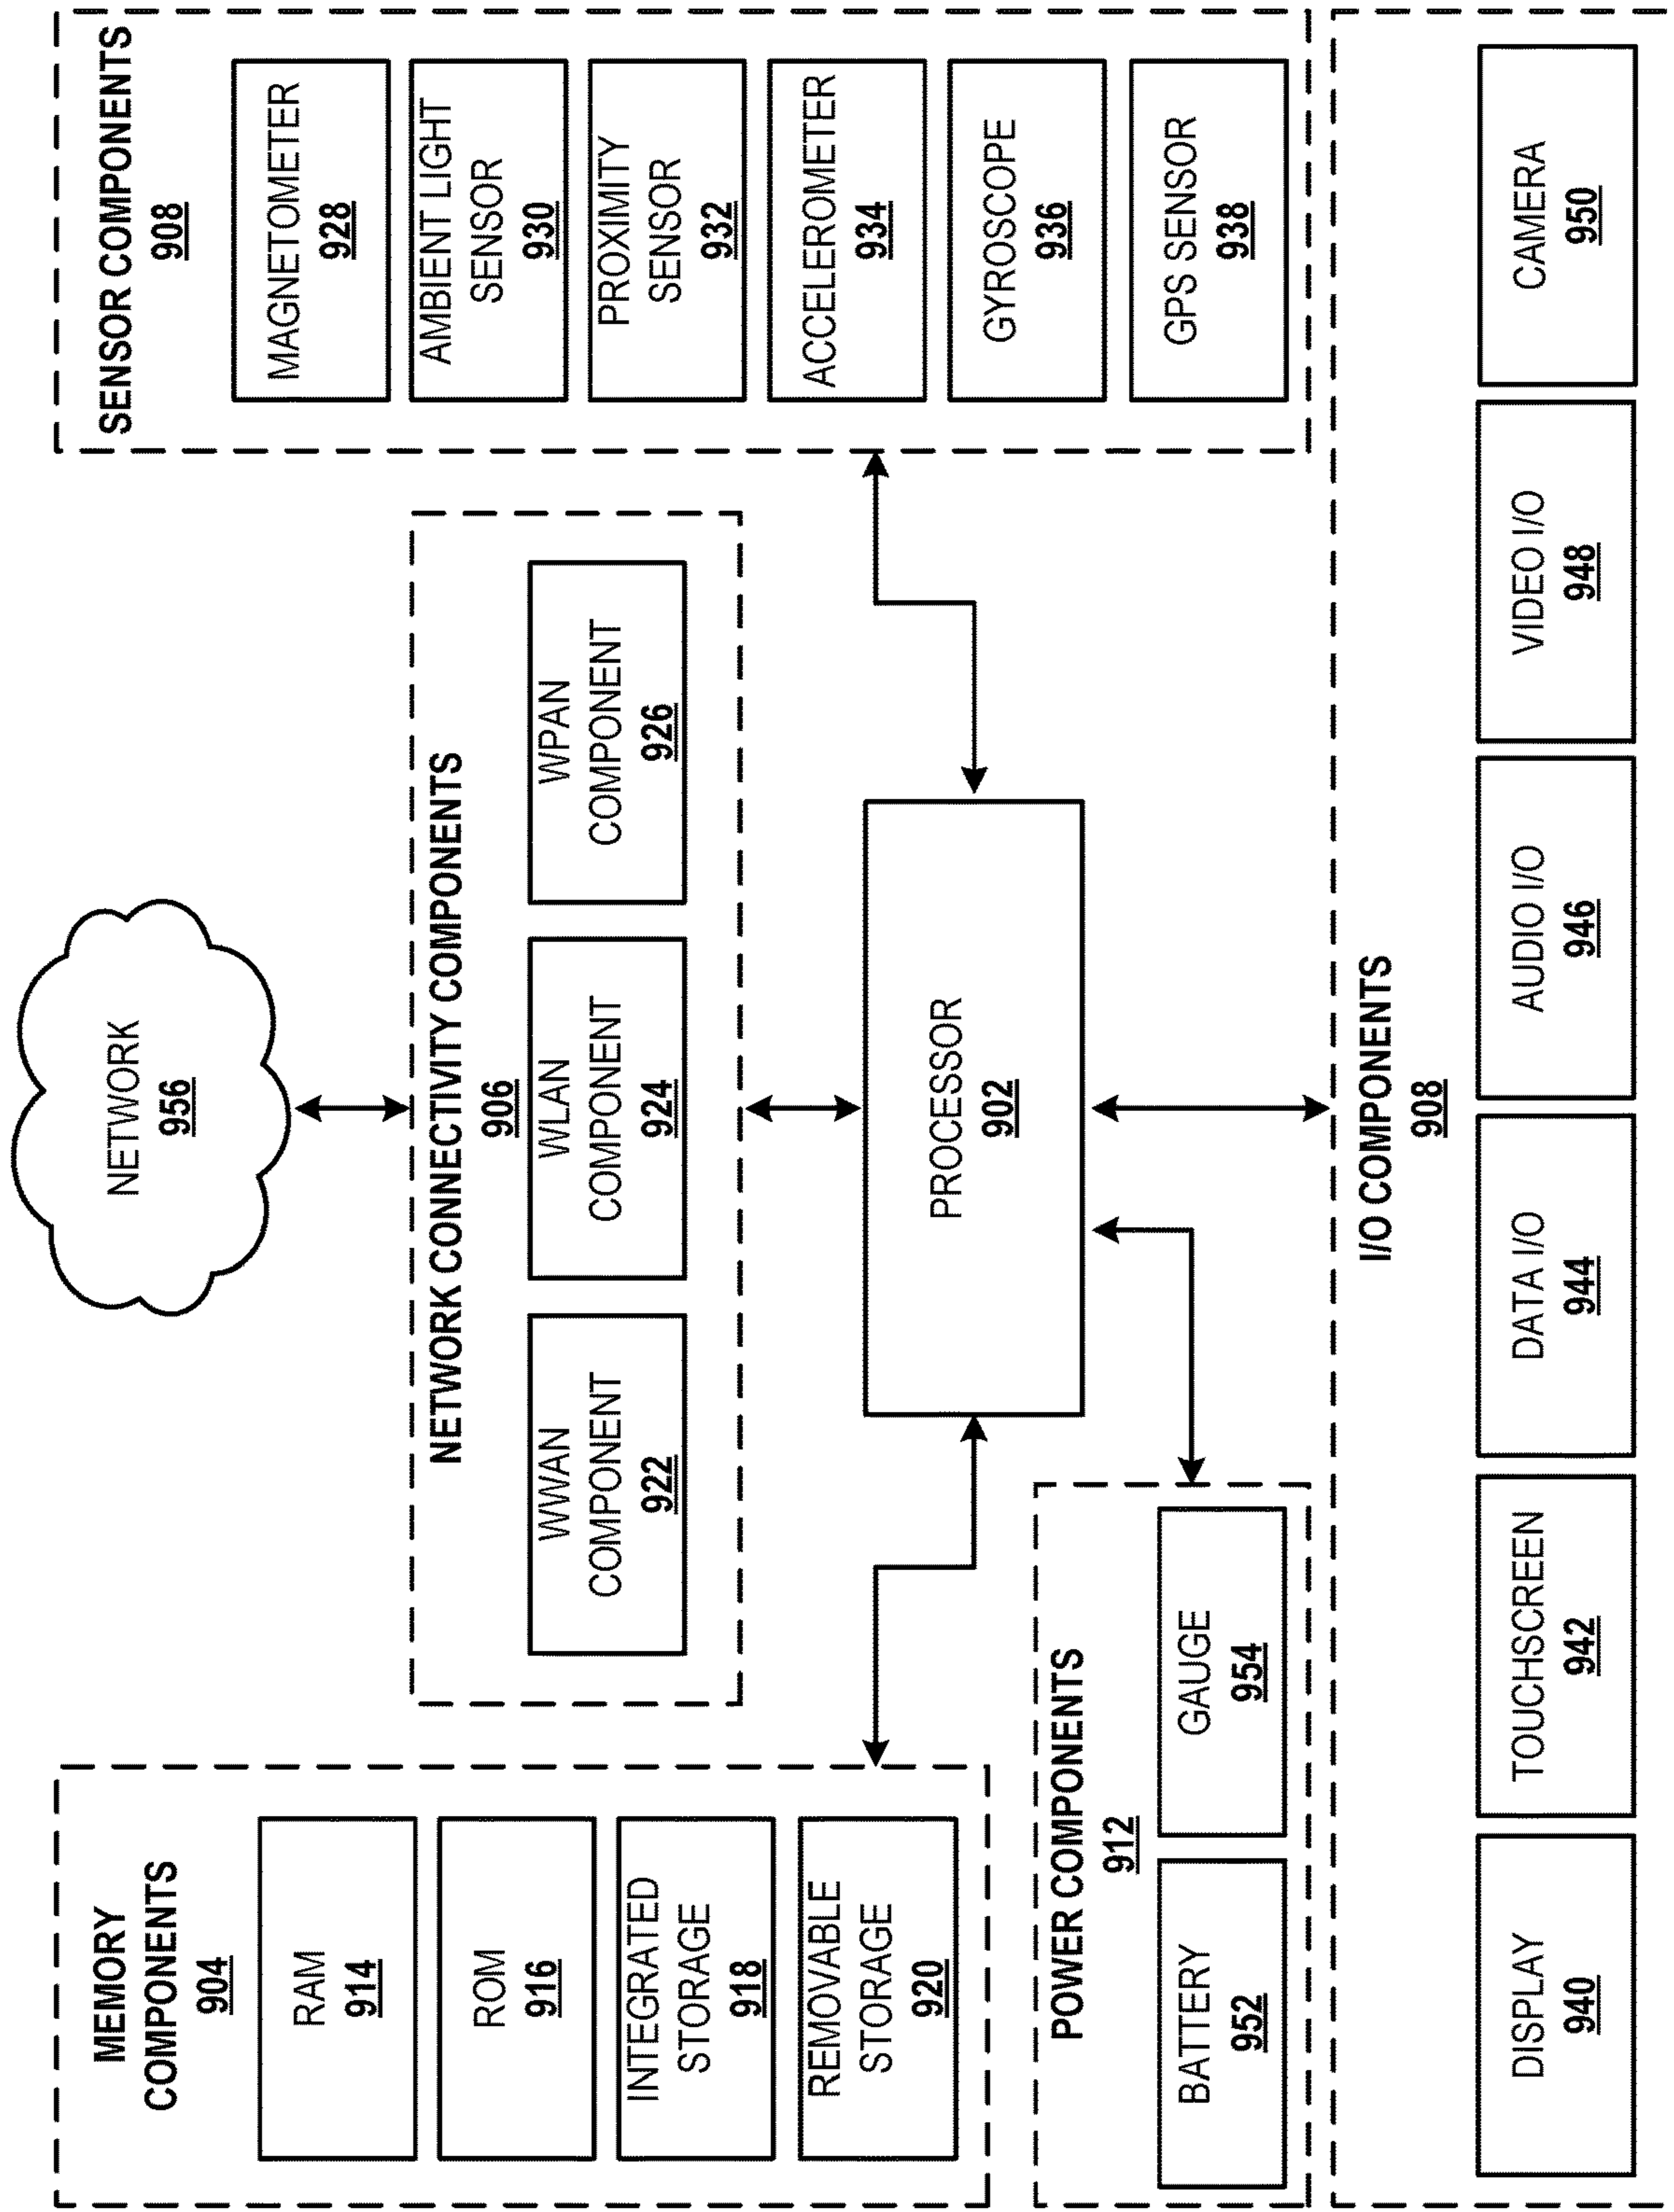 NETWORK
956
MEMORY
COMPONENTS
904
RAM
914
ROM
916
INTEGRATED
STORAGE
918
REMOVABLE
STORAGE
920
NETWORK CONNECTIVITY COMPONENTS
906
WWAN
COMPONENT
922
WLAN
COMPONENT
924
WPAN
COMPONENT
926
SENSOR COMPONENTS
908
MAGNETOMETER
928
AMBIENT LIGHT
SENSOR
930
PROXIMITY
SENSOR
932
ACCELEROMETER
934
GYROSCOPE
936
GPS SENSOR
938
PROCESSOR
902
POWER COMPONENTS
912
BATTERY
952
GAUGE
954
I/O COMPONENTS
908
DISPLAY
940
TOUCHSCREEN
942
DATA I/O
944
AUDIO I/O
946
VIDEO I/O
948
CAMERA
950